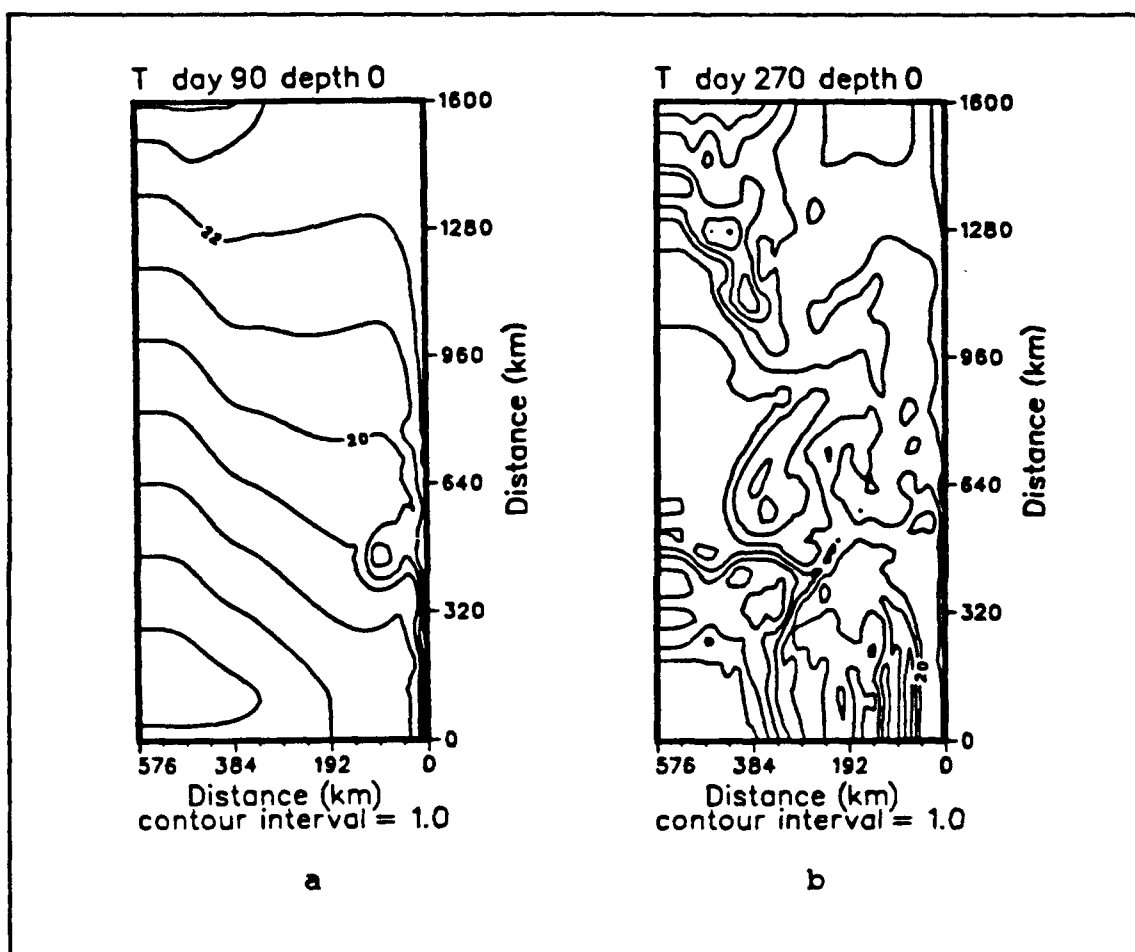 T day 90 depth 0
1600
22
1280
960
20
640
320
0
Distance (km)
576 384 192 0
Distance (km)
contour interval = 1.0
a
T day 270 depth 0
1600
1280
960
640
320
20
0
Distance (km)
576 384 192 0
Distance (km)
contour interval = 1.0
b